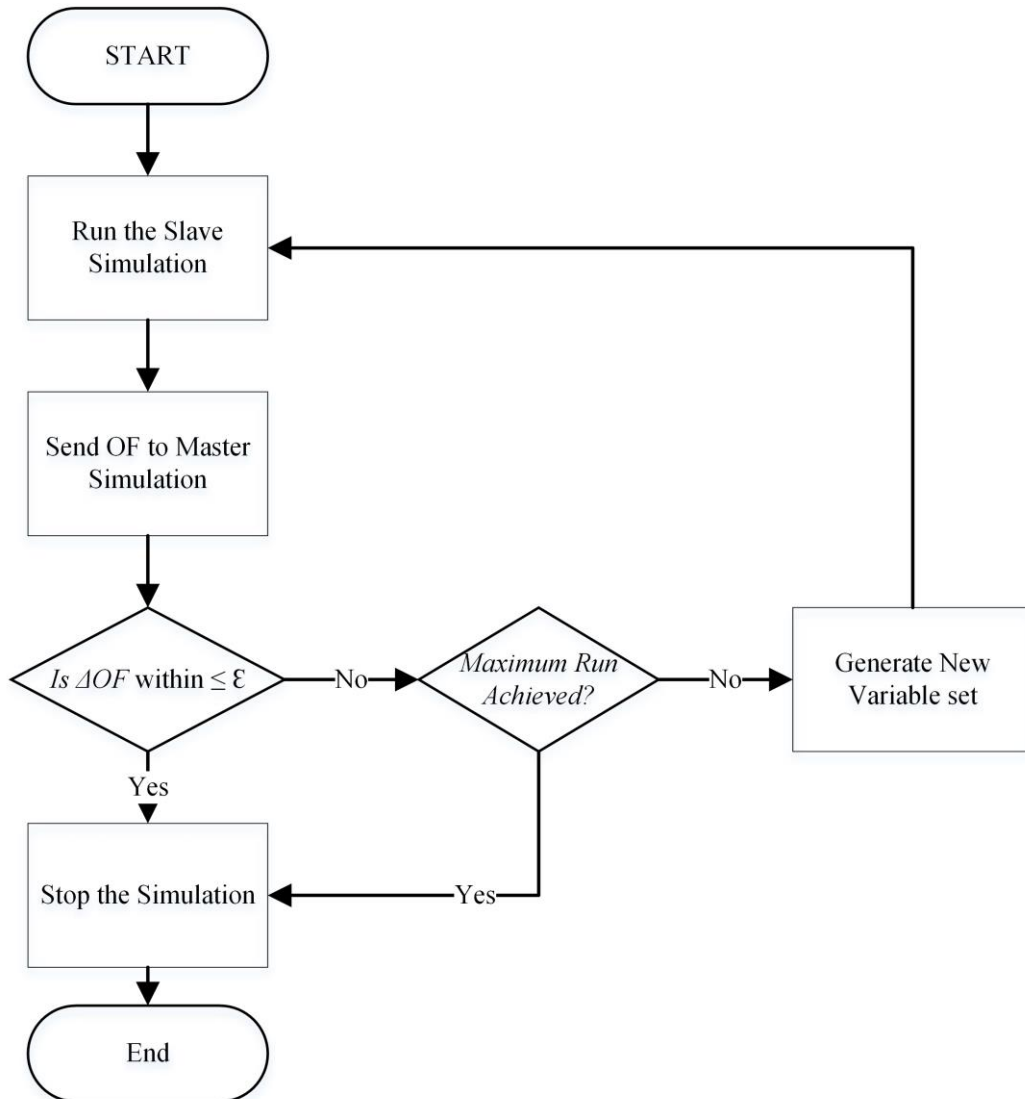 START
Run the Slave
Simulation
Send OF to Master
Simulation
Is ΔOF within ≤ Ɛ
No
Maximum Run
Achieved?
No
Generate New
Variable set
Yes
Stop the Simulation
Yes
End